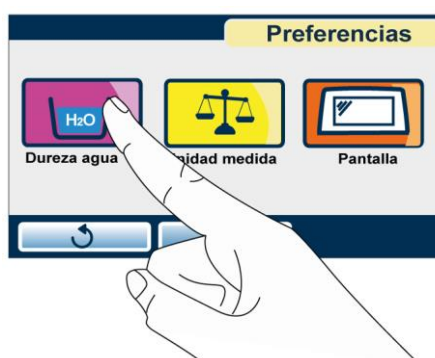 Preferencias
H2O
Dureza agua
nidad medida
Pantalla